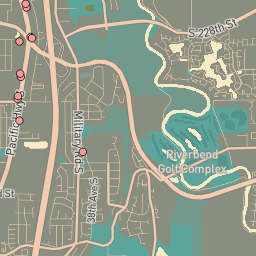 S 228th St
Pacific Hwy S
Military Rd S
Riverbend
Golf Complex
38th Ave S
d St